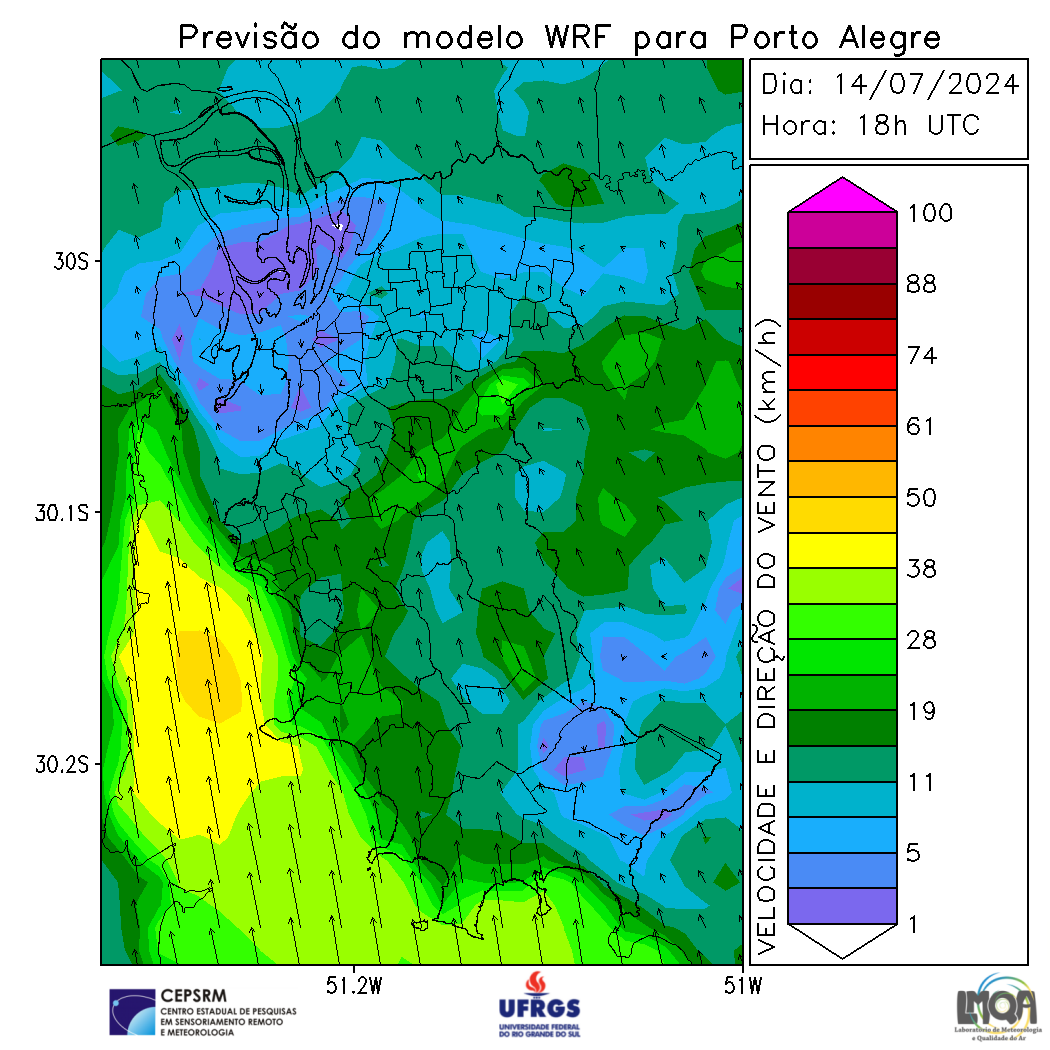 Previsão do modelo WRF para Porto Alegre
Dia: 14/07/2024
Hora: 18h UTC
30S
30.1S
30.2S
51.2W
51W
VELOCIDADE E DIREÇÃO DO VENTO (km/h)
100
88
74
61
50
38
28
19
11
5
1
CEPSRM
CENTRO ESTADUAL DE PESQUISAS
EM SENSORIAMENTO REMOTO
E METEOROLOGIA
UFRGS
UNIVERSIDADE FEDERAL
DO RIO GRANDE DO SUL
LMQA
Laboratório de Meteorologia
e Qualidade do Ar